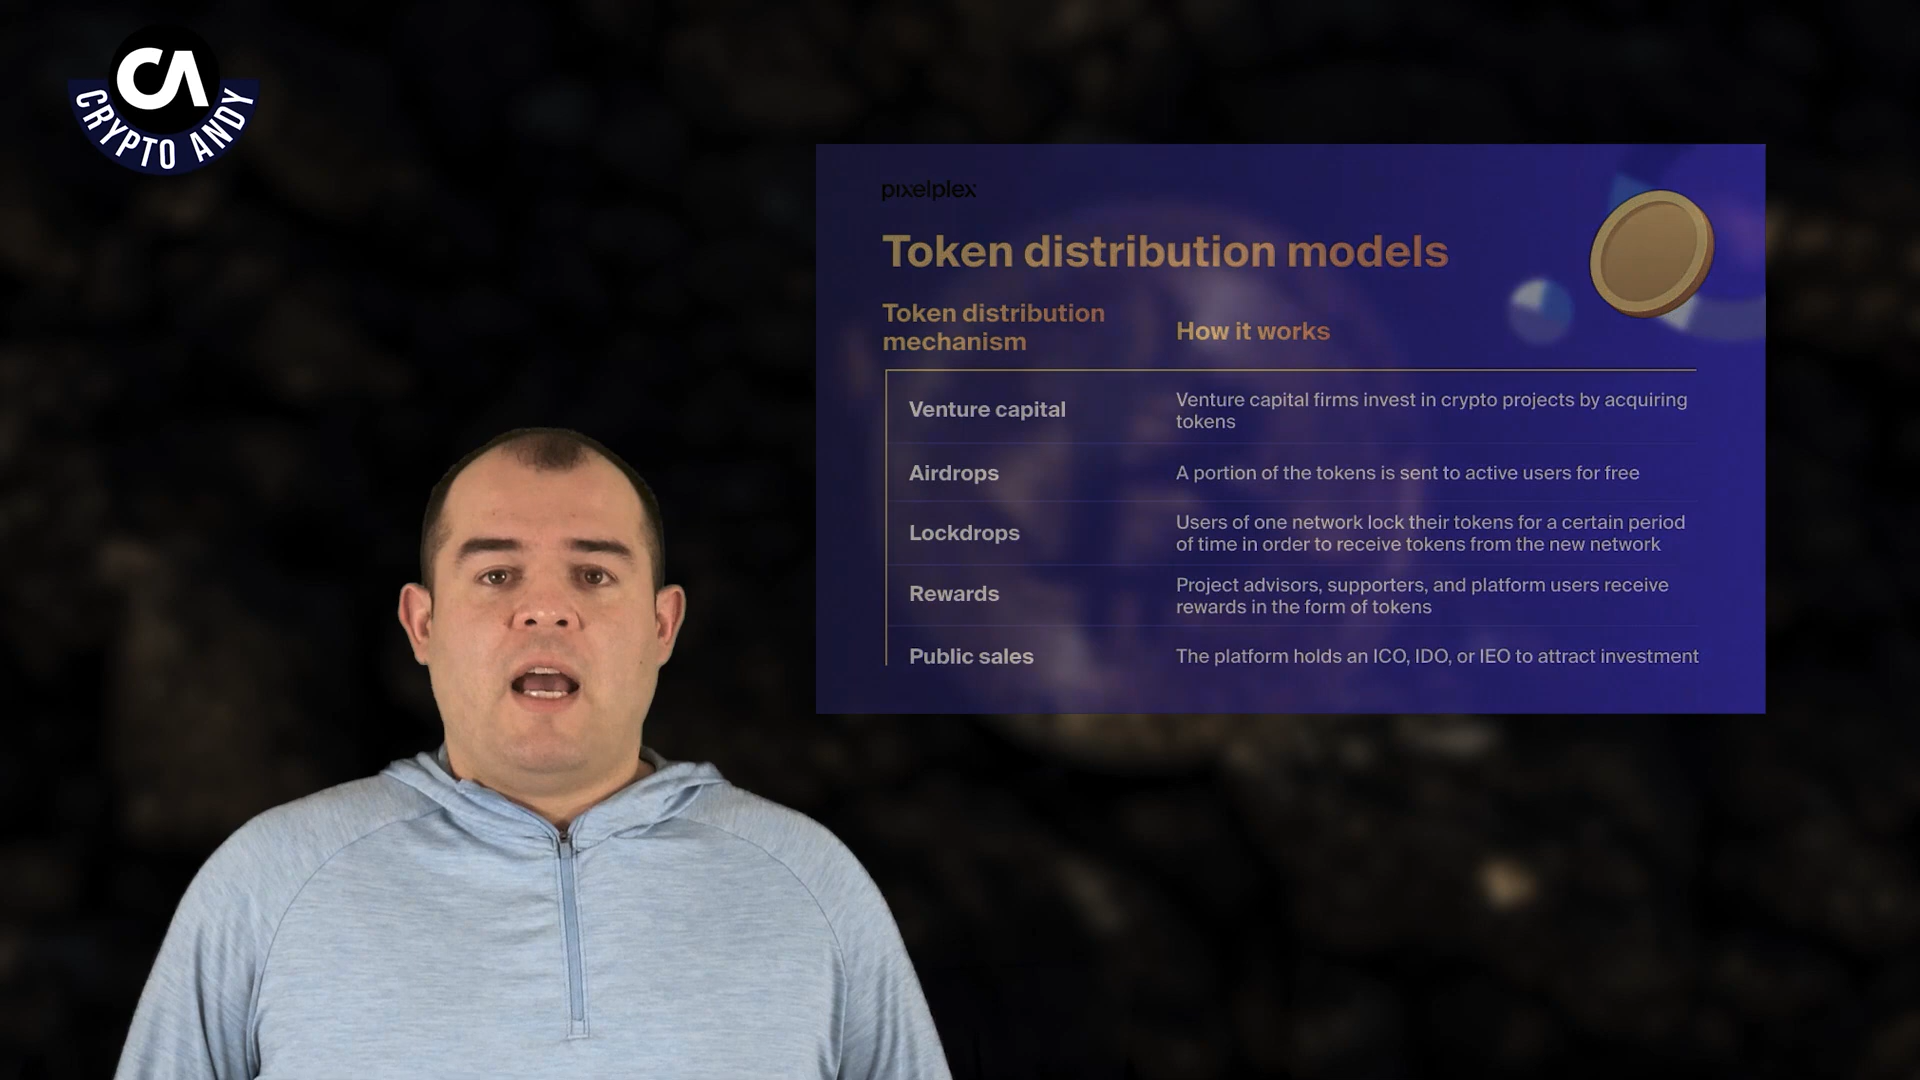 CA
CRYPTO ANDY
pixelplex
Token distribution models
Token distribution
mechanism
How it works
Venture capital
Venture capital firms invest in crypto projects by acquiring
tokens
Airdrops
A portion of the tokens is sent to active users for free
Lockdrops
Users of one network lock their tokens for a certain period
of time in order to receive tokens from the new network
Rewards
Project advisors, supporters, and platform users receive
rewards in the form of tokens
Public sales
The platform holds an ICO, IDO, or IEO to attract investment